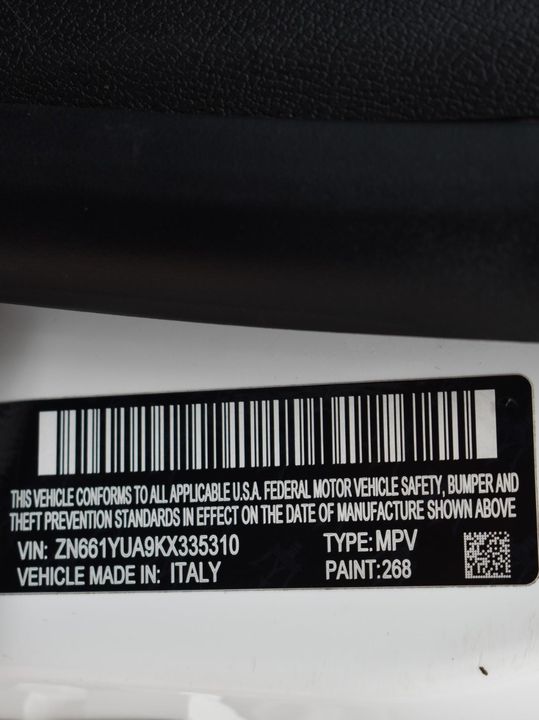 THIS VEHICLE CONFORMS TO ALL APPLICABLE U.S.A. FEDERAL MOTOR VEHICLE SAFETY, BUMPER AND
THEFT PREVENTION STANDARDS IN EFFECT ON THE DATE OF MANUFACTURE SHOWN ABOVE
VIN: ZN661YUA9KX335310 TYPE: MPV
VEHICLE MADE IN: ITALY PAINT: 268